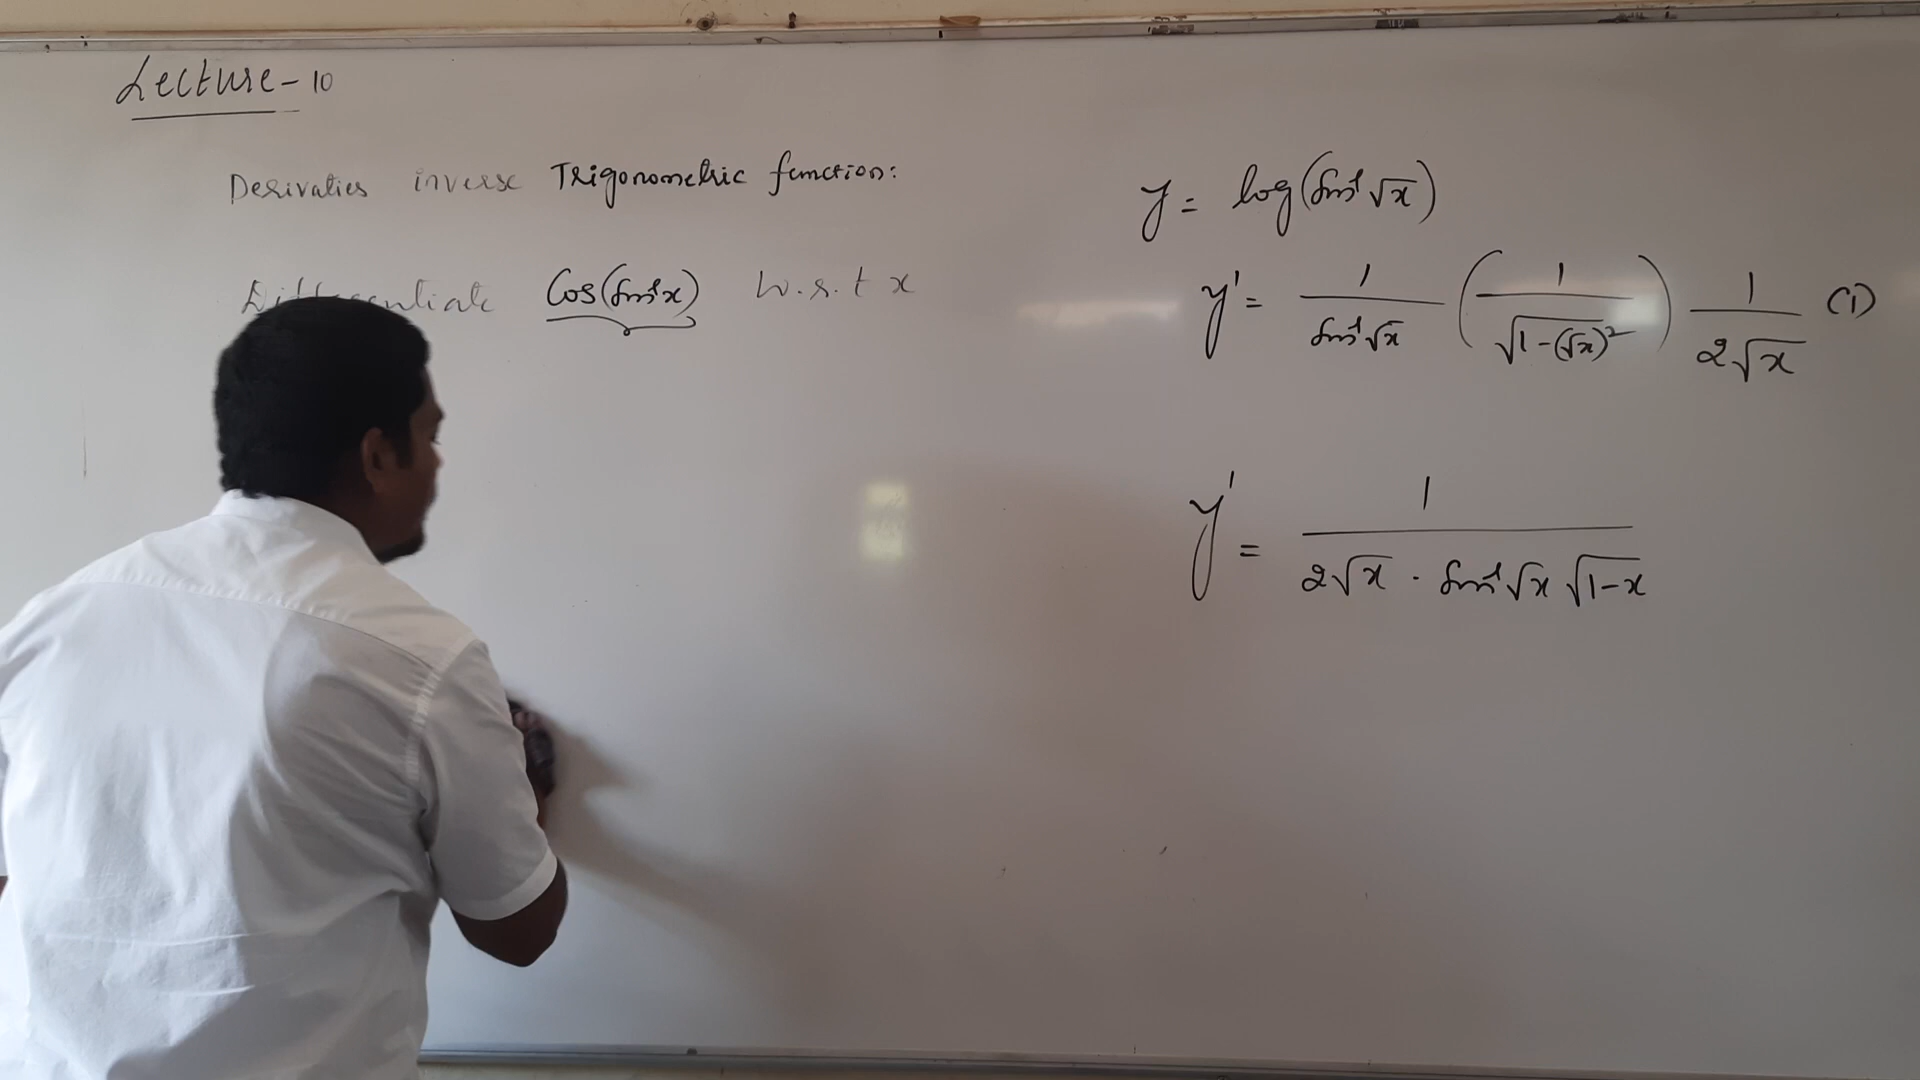 Lecture - 10
Derivaties inverse Trigonometric function:
Differentiate Cos(Sin⁻¹x) w.r.t x
y = log(Sin⁻¹ √x)
y' = 1/(Sin⁻¹ √x) (1/√(1-(√x)²)) 1/(2√x) (1)
y' = 1/(2√x · Sin⁻¹ √x √(1-x))